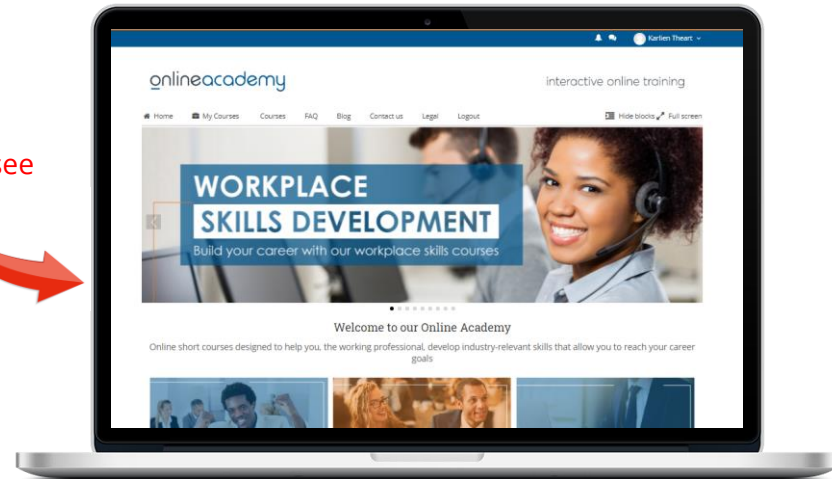 see
Karlien Theart
onlineacademy
interactive online training
Home My Courses Courses FAQ Blog Contact us Legal Logout Hide blocks Full screen
WORKPLACE
SKILLS DEVELOPMENT
Build your career with our workplace skills courses
Welcome to our Online Academy
Online short courses designed to help you, the working professional, develop industry-relevant skills that allow you to reach your career
goals